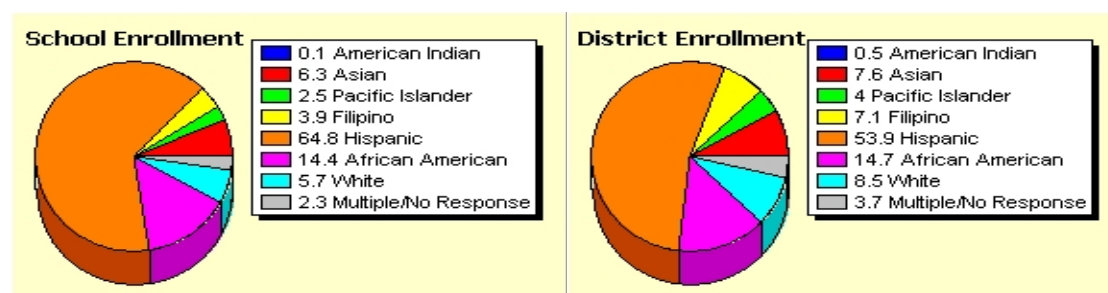 School Enrollment
0.1 American Indian
6.3 Asian
2.5 Pacific Islander
3.9 Filipino
64.8 Hispanic
14.4 African American
5.7 White
2.3 Multiple/No Response
District Enrollment
0.5 American Indian
7.6 Asian
4 Pacific Islander
7.1 Filipino
53.9 Hispanic
14.7 African American
8.5 White
3.7 Multiple/No Response